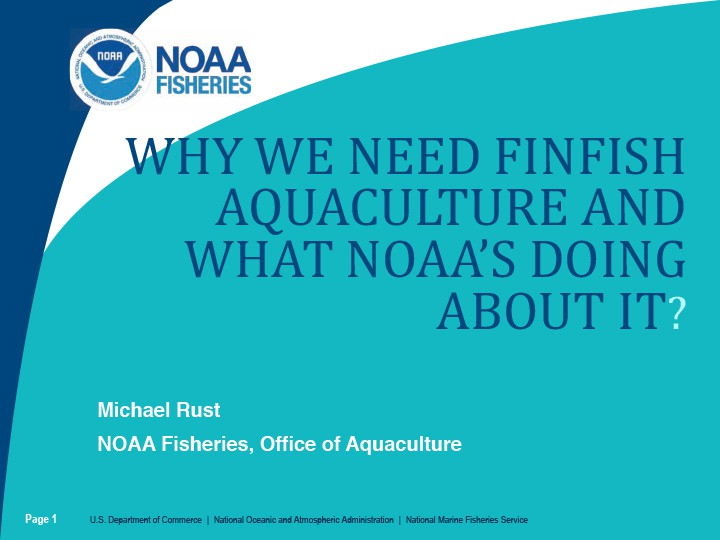 NATIONAL OCEANIC AND ATMOSPHERIC ADMINISTRATION
NOAA
U.S. DEPARTMENT OF COMMERCE
NOAA
FISHERIES
WHY WE NEED FINFISH
AQUACULTURE AND
WHAT NOAA’S DOING
ABOUT IT?
Michael Rust
NOAA Fisheries, Office of Aquaculture
Page 1
U.S. Department of Commerce | National Oceanic and Atmospheric Administration | National Marine Fisheries Service